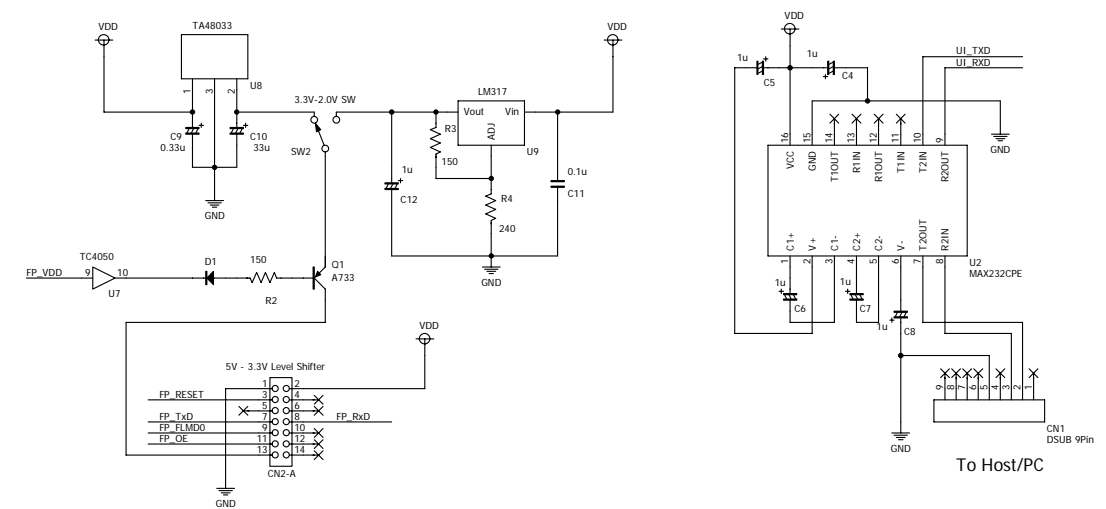 VDD
TA48033
U8
1
3
2
C9
0.33u
C10
33u
GND
3.3V-2.0V SW
SW2
VDD
LM317
Vout
Vin
ADJ
U9
R3
150
R4
240
1u
C12
0.1u
C11
GND
FP_VDD
9
TC4050
10
U7
D1
150
R2
Q1
A733
VDD
5V - 3.3V Level Shifter
1
2
FP_RESET
3
4
5
6
FP_TxD
7
8
FP_RxD
FP_FLMD0
9
10
FP_OE
11
12
13
14
CN2-A
GND
VDD
1u
C5
1u
C4
UI_TXD
UI_RXD
GND
16
15
14
13
12
11
10
9
VCC
GND
T1OUT
R1IN
R1OUT
T1IN
T2IN
R2OUT
C1+
V+
C1-
C2+
C2-
V-
T2OUT
R2IN
1
2
3
4
5
6
7
8
U2
MAX232CPE
1u
C6
1u
C7
1u
C8
9
8
7
6
5
4
3
2
1
CN1
DSUB 9Pin
GND
To Host/PC